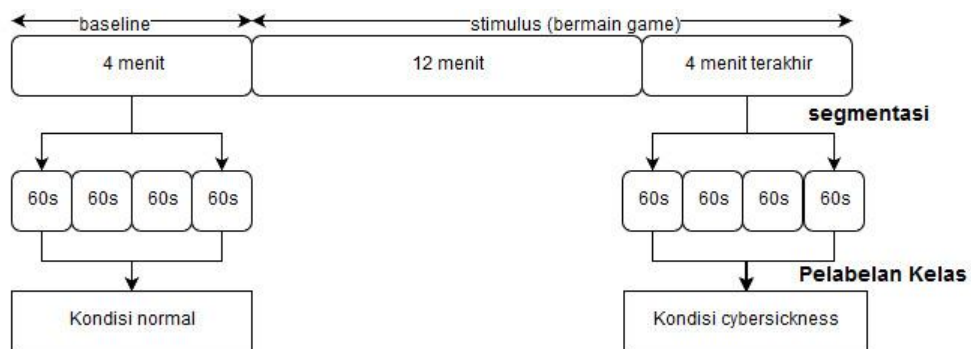 baseline
stimulus (bermain game)
4 menit
12 menit
4 menit terakhir
segmentasi
60s 60s 60s 60s
60s 60s 60s 60s
Pelabelan Kelas
Kondisi normal
Kondisi cybersickness